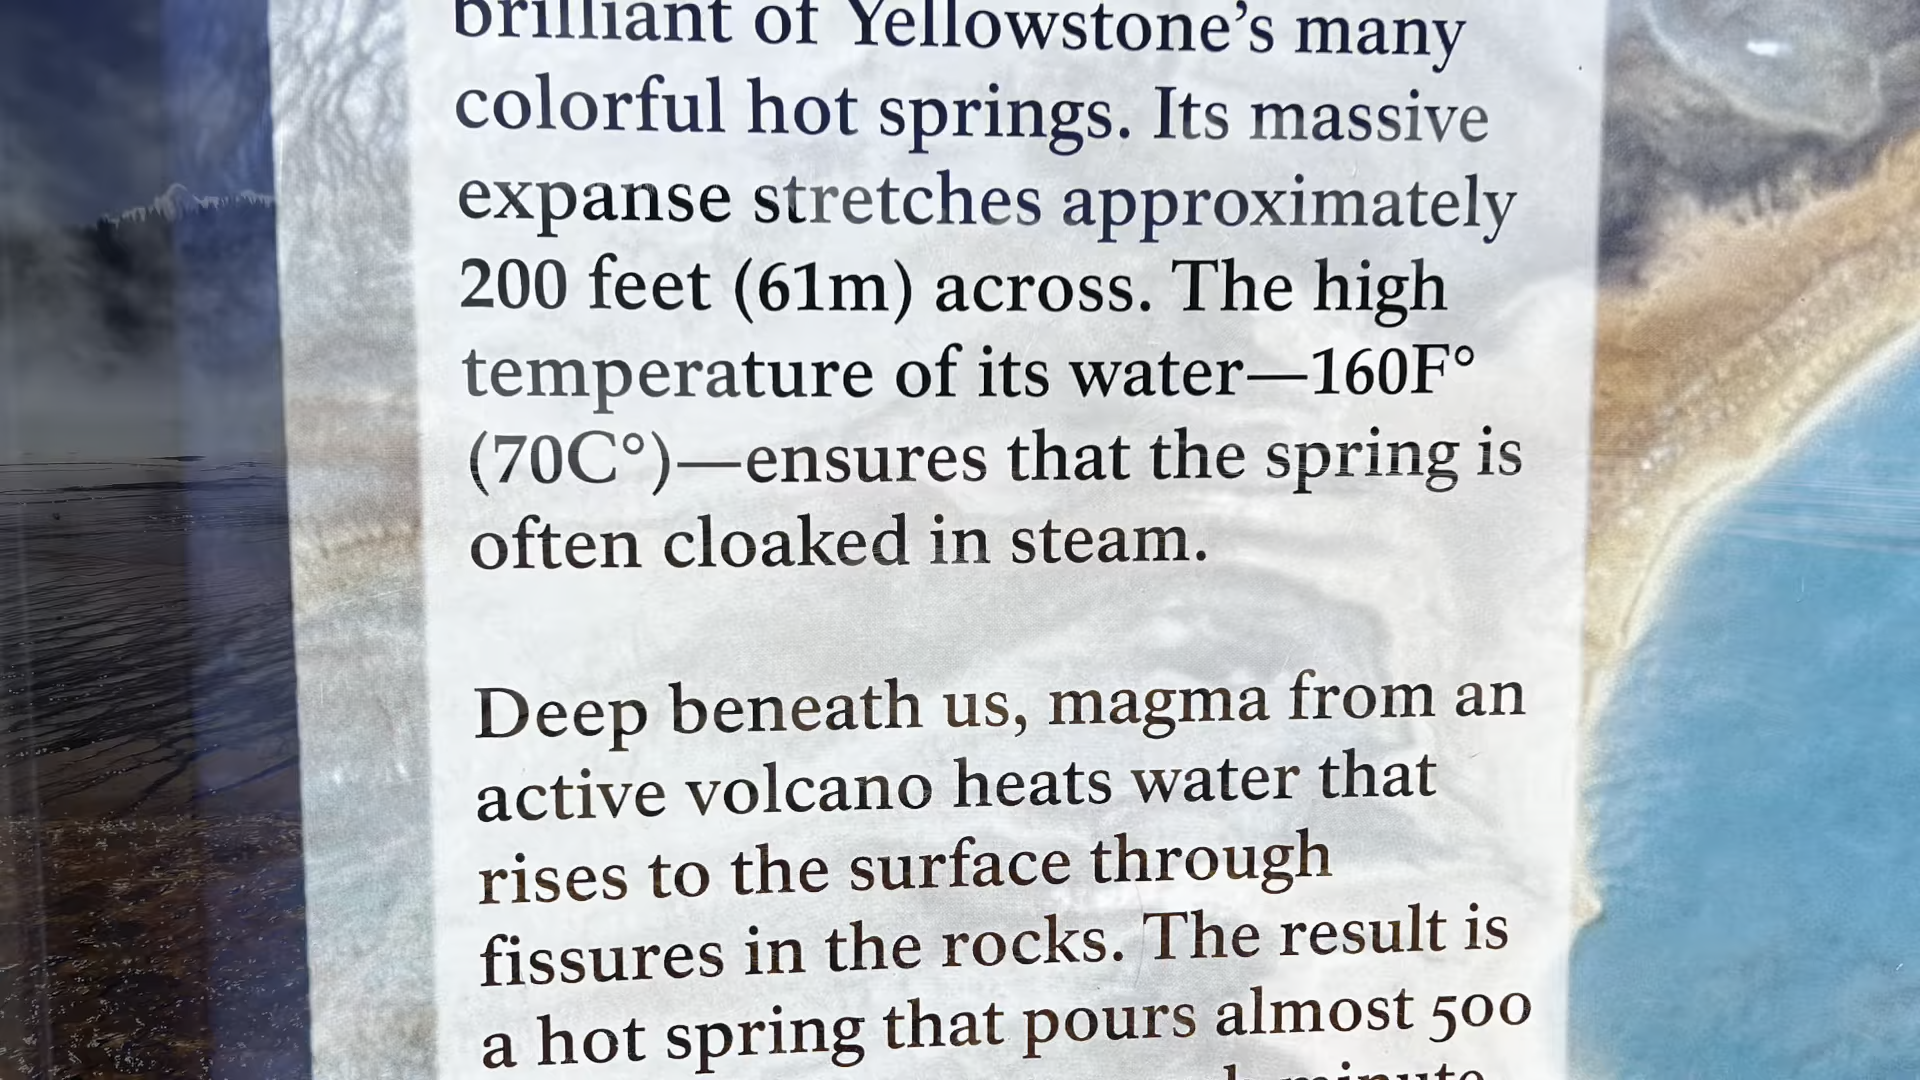 brilliant of Yellowstone’s many
colorful hot springs. Its massive
expanse stretches approximately
200 feet (61m) across. The high
temperature of its water—160F°
(70C°)—ensures that the spring is
often cloaked in steam.
Deep beneath us, magma from an
active volcano heats water that
rises to the surface through
fissures in the rocks. The result is
a hot spring that pours almost 500
minute